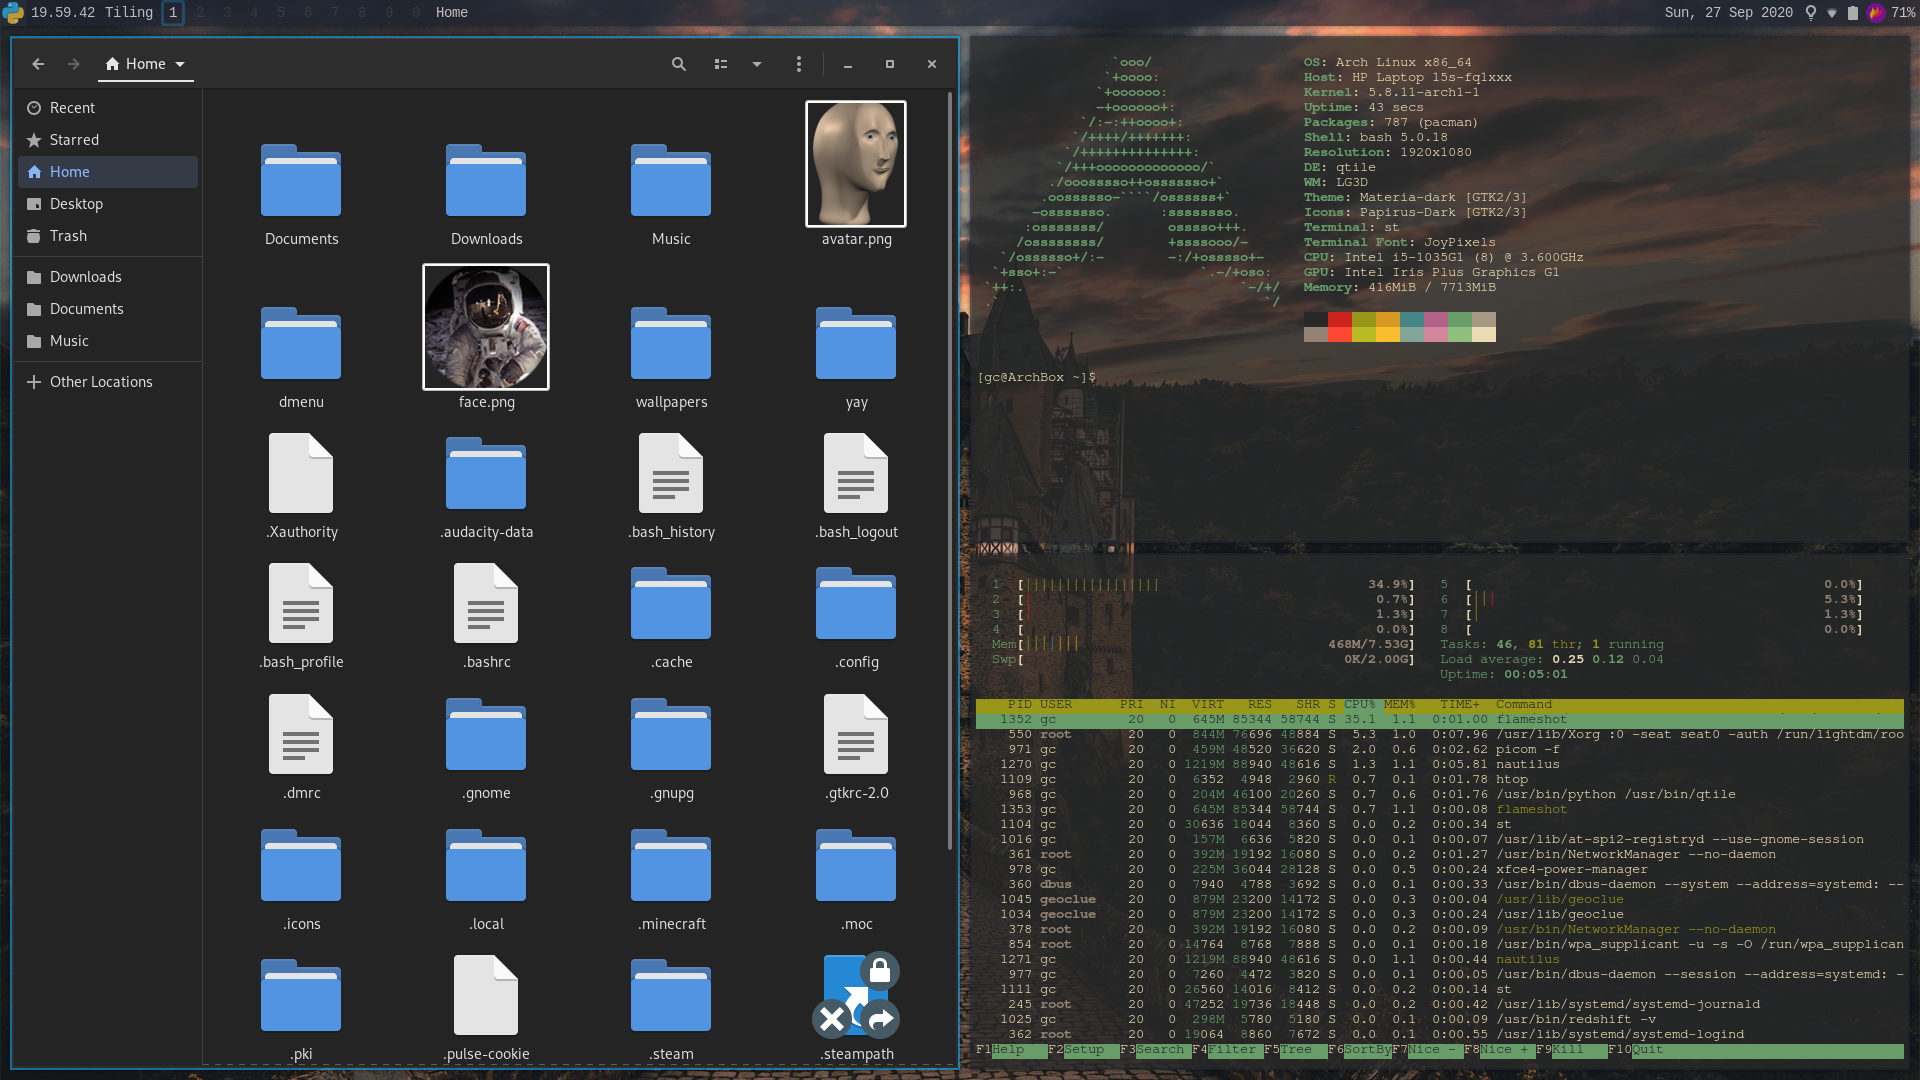 19.59.42 Tiling 1 2 3 4 5 6 7 8 9 0 Home
Sun, 27 Sep 2020 71%
Home
Recent
Starred
Home
Desktop
Trash
Downloads
Documents
Music
Other Locations
Documents Downloads Music avatar.png
dmenu face.png wallpapers yay
.Xauthority .audacity-data .bash_history .bash_logout
.bash_profile .bashrc .cache .config
.dmrc .gnome .gnupg .gtkrc-2.0
.icons .local .minecraft .moc
.pki .pulse-cookie .steam .steampath
`ooo/
`+oooo:
`+oooooo:
-+oooooo+:
`/:-:++oooo+:
`/++++/+++++++:
`/++++++++++++++:
`/+++ooooooooooooo/`
./ooosssso++osssssso+`
.oossssso-````/ossssss+`
-osssssso. :ssssssso.
:osssssss/ osssso+++.
/ossssssss/ +ssssooo/-
`/ossssso+/:- -:/+osssso+-
`+sso+:-` `.-/+oso:
`++:. `-/+/
.` `/
OS: Arch Linux x86_64
Host: HP Laptop 15s-fq1xxx
Kernel: 5.8.11-arch1-1
Uptime: 43 secs
Packages: 787 (pacman)
Shell: bash 5.0.18
Resolution: 1920x1080
DE: qtile
WM: LG3D
Theme: Materia-dark [GTK2/3]
Icons: Papirus-Dark [GTK2/3]
Terminal: st
Terminal Font: JoyPixels
CPU: Intel i5-1035G1 (8) @ 3.600GHz
GPU: Intel Iris Plus Graphics G1
Memory: 416MiB / 7713MiB
[gc@ArchBox ~]$
1 [||||||||||||||||| 34.9%] 5 [ 0.0%]
2 [| 0.7%] 6 [||| 5.3%]
3 [| 1.3%] 7 [| 1.3%]
4 [ 0.0%] 8 [ 0.0%]
Mem[||||||| 468M/7.53G] Tasks: 46, 81 thr; 1 running
Swp[ 0K/2.00G] Load average: 0.25 0.12 0.04
Uptime: 00:05:01
PID USER PRI NI VIRT RES SHR S CPU% MEM% TIME+ Command
1352 gc 20 0 645M 85344 58744 S 35.1 1.1 0:01.00 flameshot
550 root 20 0 844M 76696 48884 S 5.3 1.0 0:07.96 /usr/lib/Xorg :0 -seat seat0 -auth /run/lightdm/roo
971 gc 20 0 459M 48520 36620 S 2.0 0.6 0:02.62 picom -f
1270 gc 20 0 1219M 88940 48616 S 1.3 1.1 0:05.81 nautilus
1109 gc 20 0 6352 4948 2960 R 0.7 0.1 0:01.78 htop
968 gc 20 0 204M 46100 20260 S 0.7 0.6 0:01.76 /usr/bin/python /usr/bin/qtile
1353 gc 20 0 645M 85344 58744 S 0.7 1.1 0:00.08 flameshot
1104 gc 20 0 30636 18044 8360 S 0.0 0.2 0:00.34 st
1016 gc 20 0 157M 6636 5820 S 0.0 0.1 0:00.07 /usr/lib/at-spi2-registryd --use-gnome-session
361 root 20 0 392M 19192 16080 S 0.0 0.2 0:01.27 /usr/bin/NetworkManager --no-daemon
978 gc 20 0 225M 36044 28128 S 0.0 0.5 0:00.24 xfce4-power-manager
360 dbus 20 0 7940 4788 3692 S 0.0 0.1 0:00.33 /usr/bin/dbus-daemon --system --address=systemd: --
1045 geoclue 20 0 879M 23200 14172 S 0.0 0.3 0:00.04 /usr/lib/geoclue
1034 geoclue 20 0 879M 23200 14172 S 0.0 0.3 0:00.24 /usr/lib/geoclue
378 root 20 0 392M 19192 16080 S 0.0 0.2 0:00.09 /usr/bin/NetworkManager --no-daemon
854 root 20 0 14764 8768 7888 S 0.0 0.1 0:00.18 /usr/bin/wpa_supplicant -u -s -O /run/wpa_supplican
1271 gc 20 0 1219M 88940 48616 S 0.0 1.1 0:00.44 nautilus
977 gc 20 0 7260 4472 3820 S 0.0 0.1 0:00.05 /usr/bin/dbus-daemon --session --address=systemd: -
1111 gc 20 0 26560 14016 8412 S 0.0 0.2 0:00.14 st
245 root 20 0 47252 19736 18448 S 0.0 0.2 0:00.42 /usr/lib/systemd/systemd-journald
1025 gc 20 0 298M 5780 5180 S 0.0 0.1 0:00.09 /usr/bin/redshift -v
362 root 20 0 19064 8860 7672 S 0.0 0.1 0:00.55 /usr/lib/systemd/systemd-logind
F1Help F2Setup F3Search F4Filter F5Tree F6SortByF7Nice - F8Nice + F9Kill F10Quit